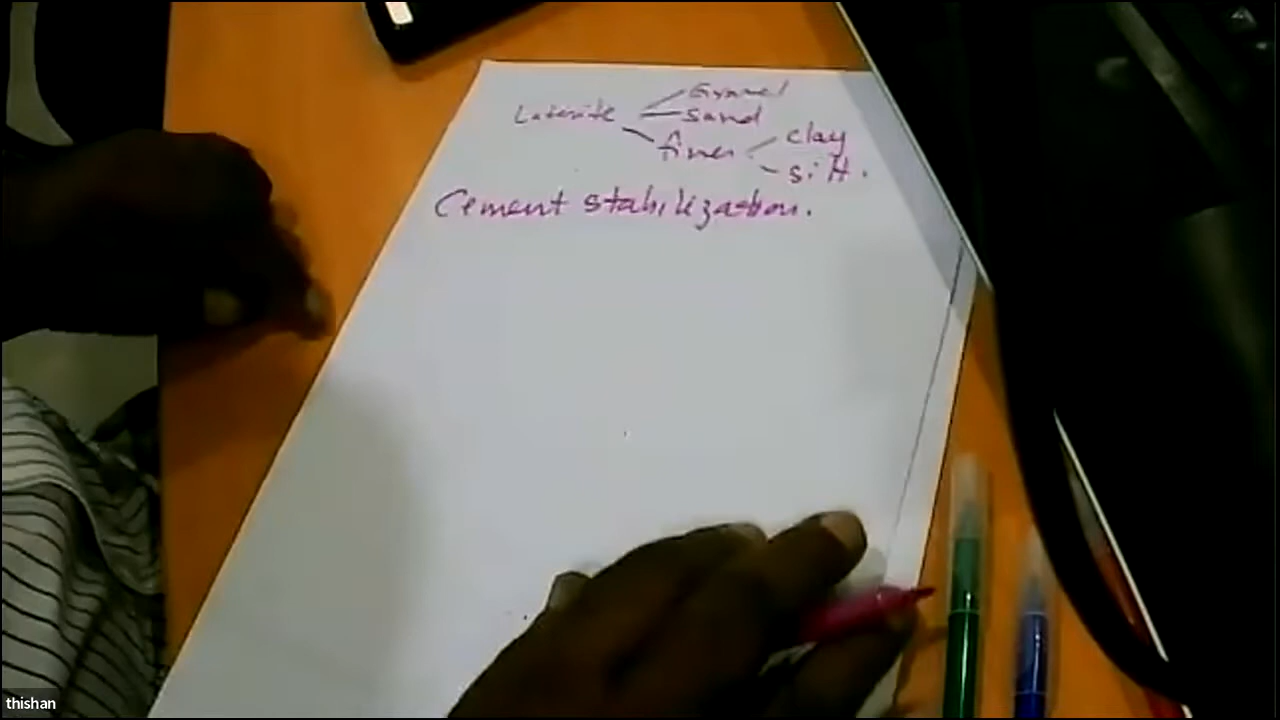 Laterite
Gravel
Sand
fines
clay
silt.
Cement stabilization.
thishan